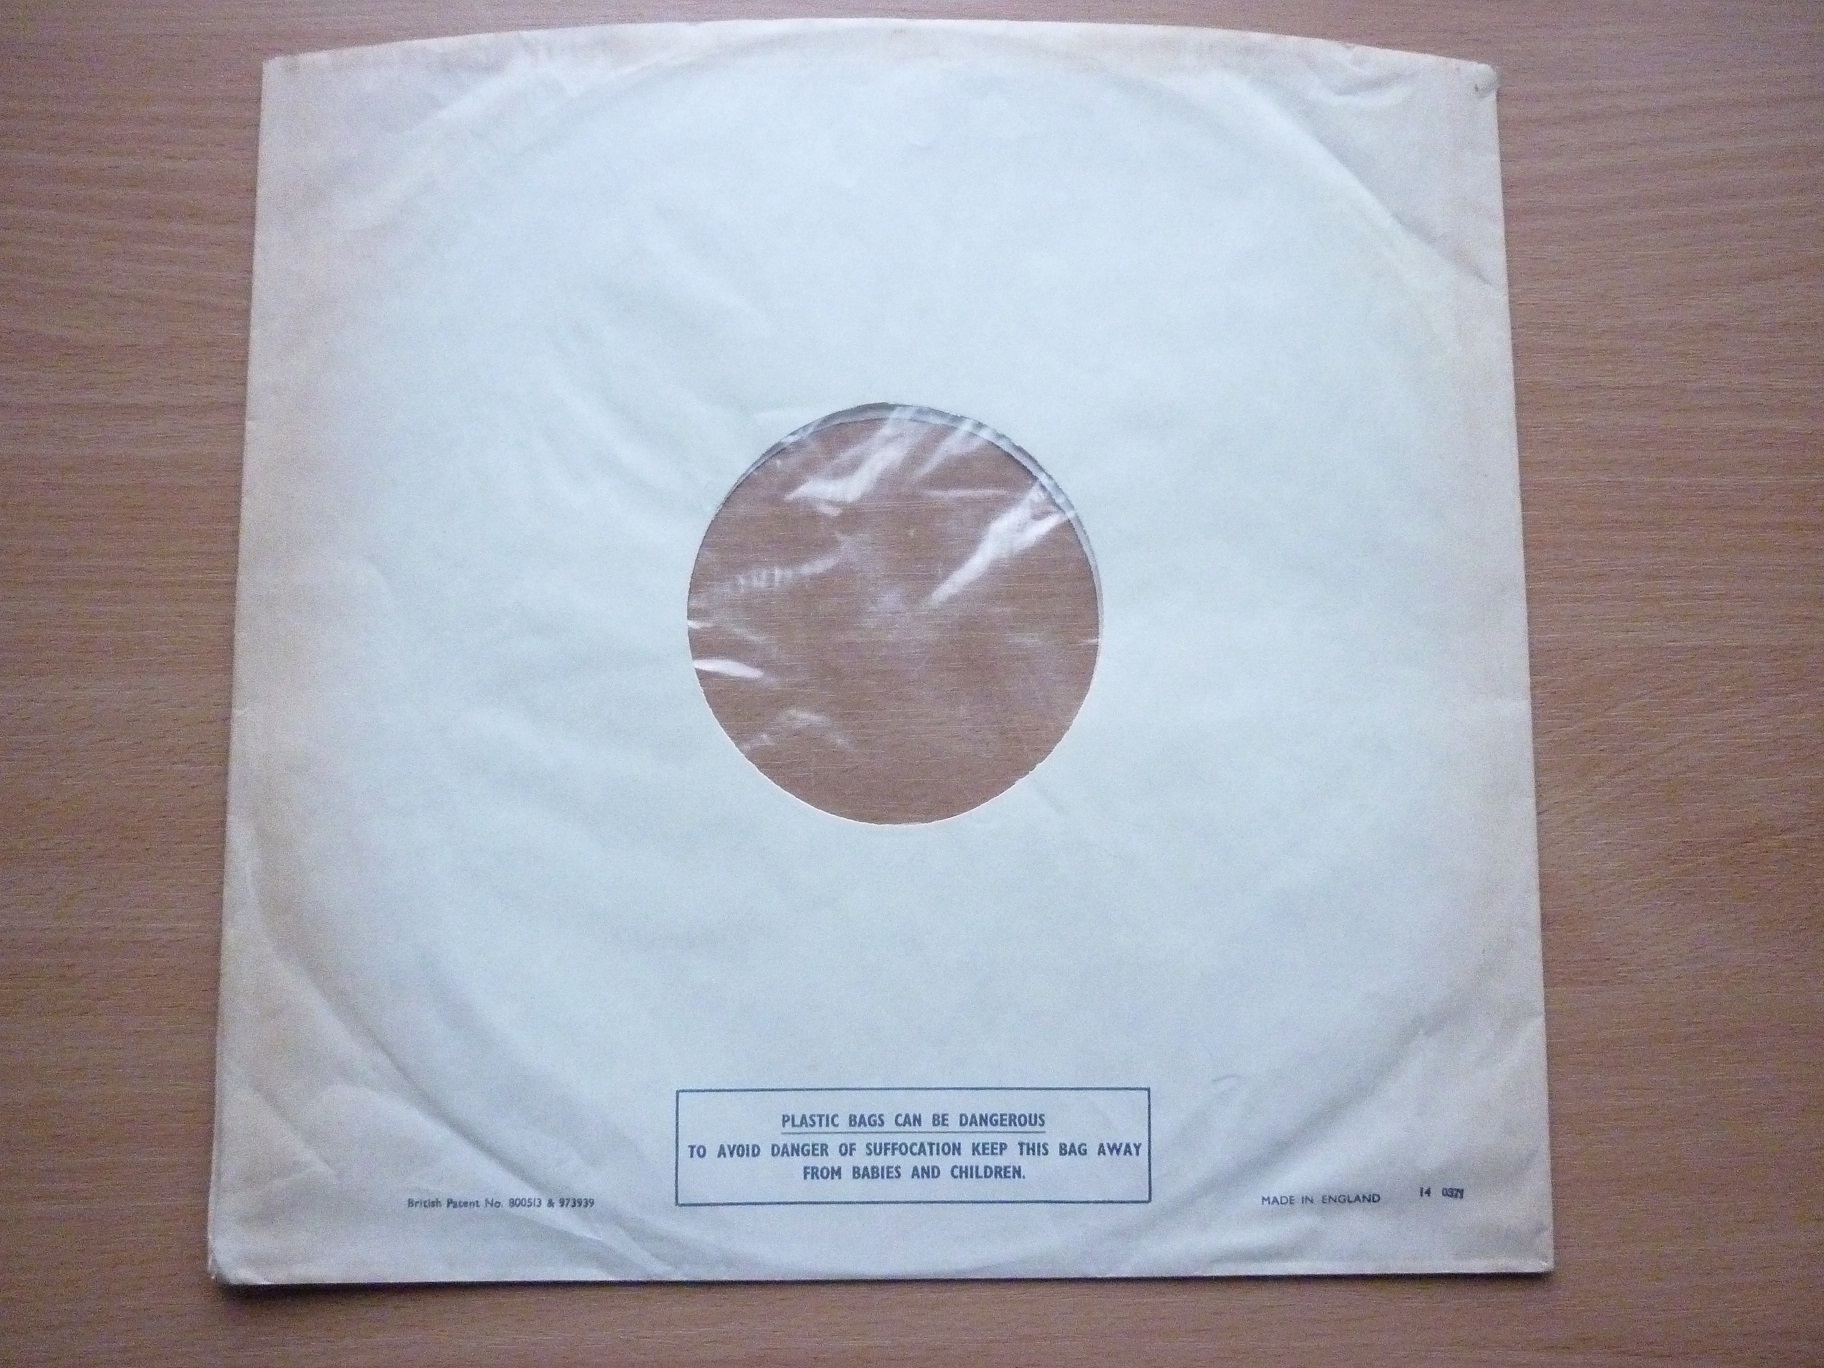 PLASTIC BAGS CAN BE DANGEROUS
TO AVOID DANGER OF SUFFOCATION KEEP THIS BAG AWAY
FROM BABIES AND CHILDREN.
British Patent No. 800513 & 973939
MADE IN ENGLAND 14